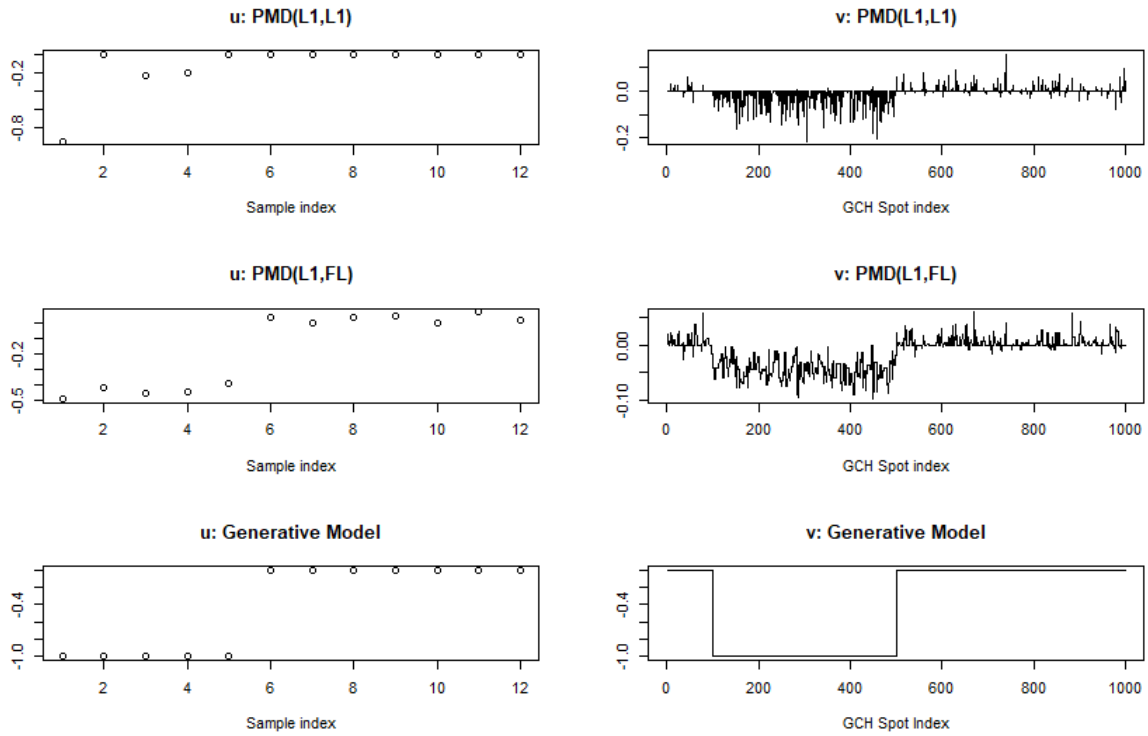 u: PMD(L1,L1)
-0.2
-0.8
2 4 6 8 10 12
Sample index
v: PMD(L1,L1)
0.0
-0.2
0 200 400 600 800 1000
GCH Spot index
u: PMD(L1,FL)
-0.2
-0.5
2 4 6 8 10 12
Sample index
v: PMD(L1,FL)
0.00
-0.10
0 200 400 600 800 1000
GCH Spot index
u: Generative Model
-0.4
-1.0
2 4 6 8 10 12
Sample index
v: Generative Model
-0.4
-1.0
0 200 400 600 800 1000
GCH Spot Index